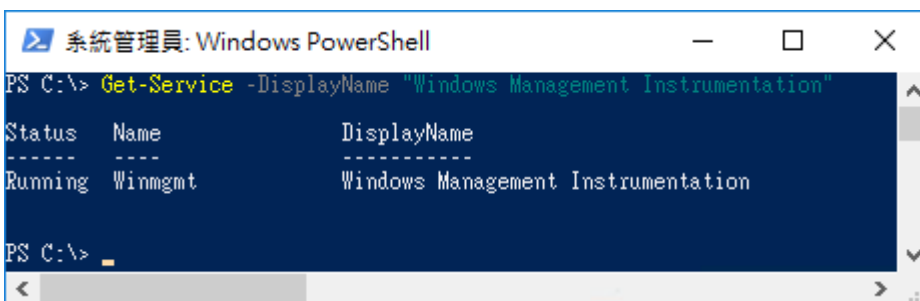 系統管理員: Windows PowerShell
PS C:\> Get-Service -DisplayName "Windows Management Instrumentation"
Status   Name               DisplayName
------   ----               -----------
Running  Winmgmt            Windows Management Instrumentation
PS C:\>